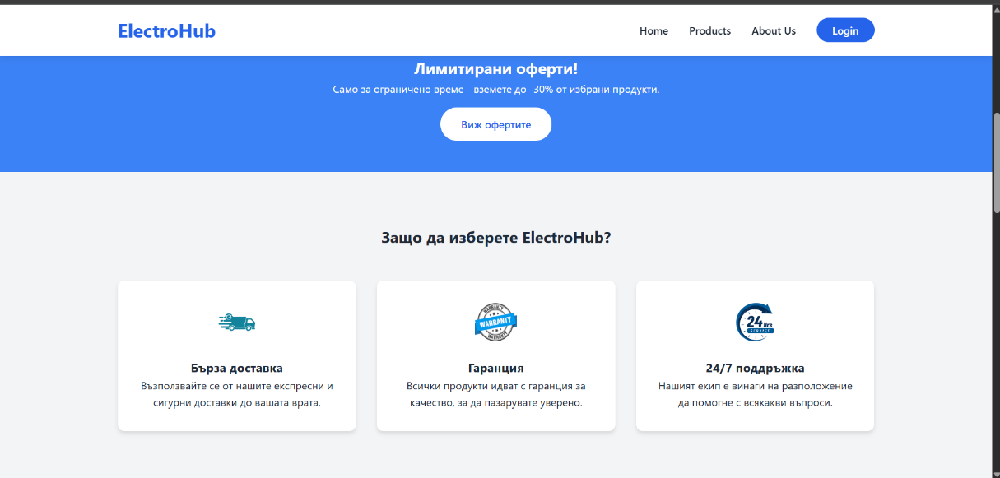 ElectroHub
Home Products About Us Login
Лимитирани оферти!
Само за ограничено време - вземете до -30% от избрани продукти.
Виж офертите
Защо да изберете ElectroHub?
WARRANTY
WARRANTY
WARRANTY
24 Hrs
SERVICE
Бърза доставка
Възползвайте се от нашите експресни и
сигурни доставки до вашата врата.
Гаранция
Всички продукти идват с гаранция за
качество, за да пазарувате уверено.
24/7 поддръжка
Нашият екип е винаги на разположение
да помогне с всякакви въпроси.